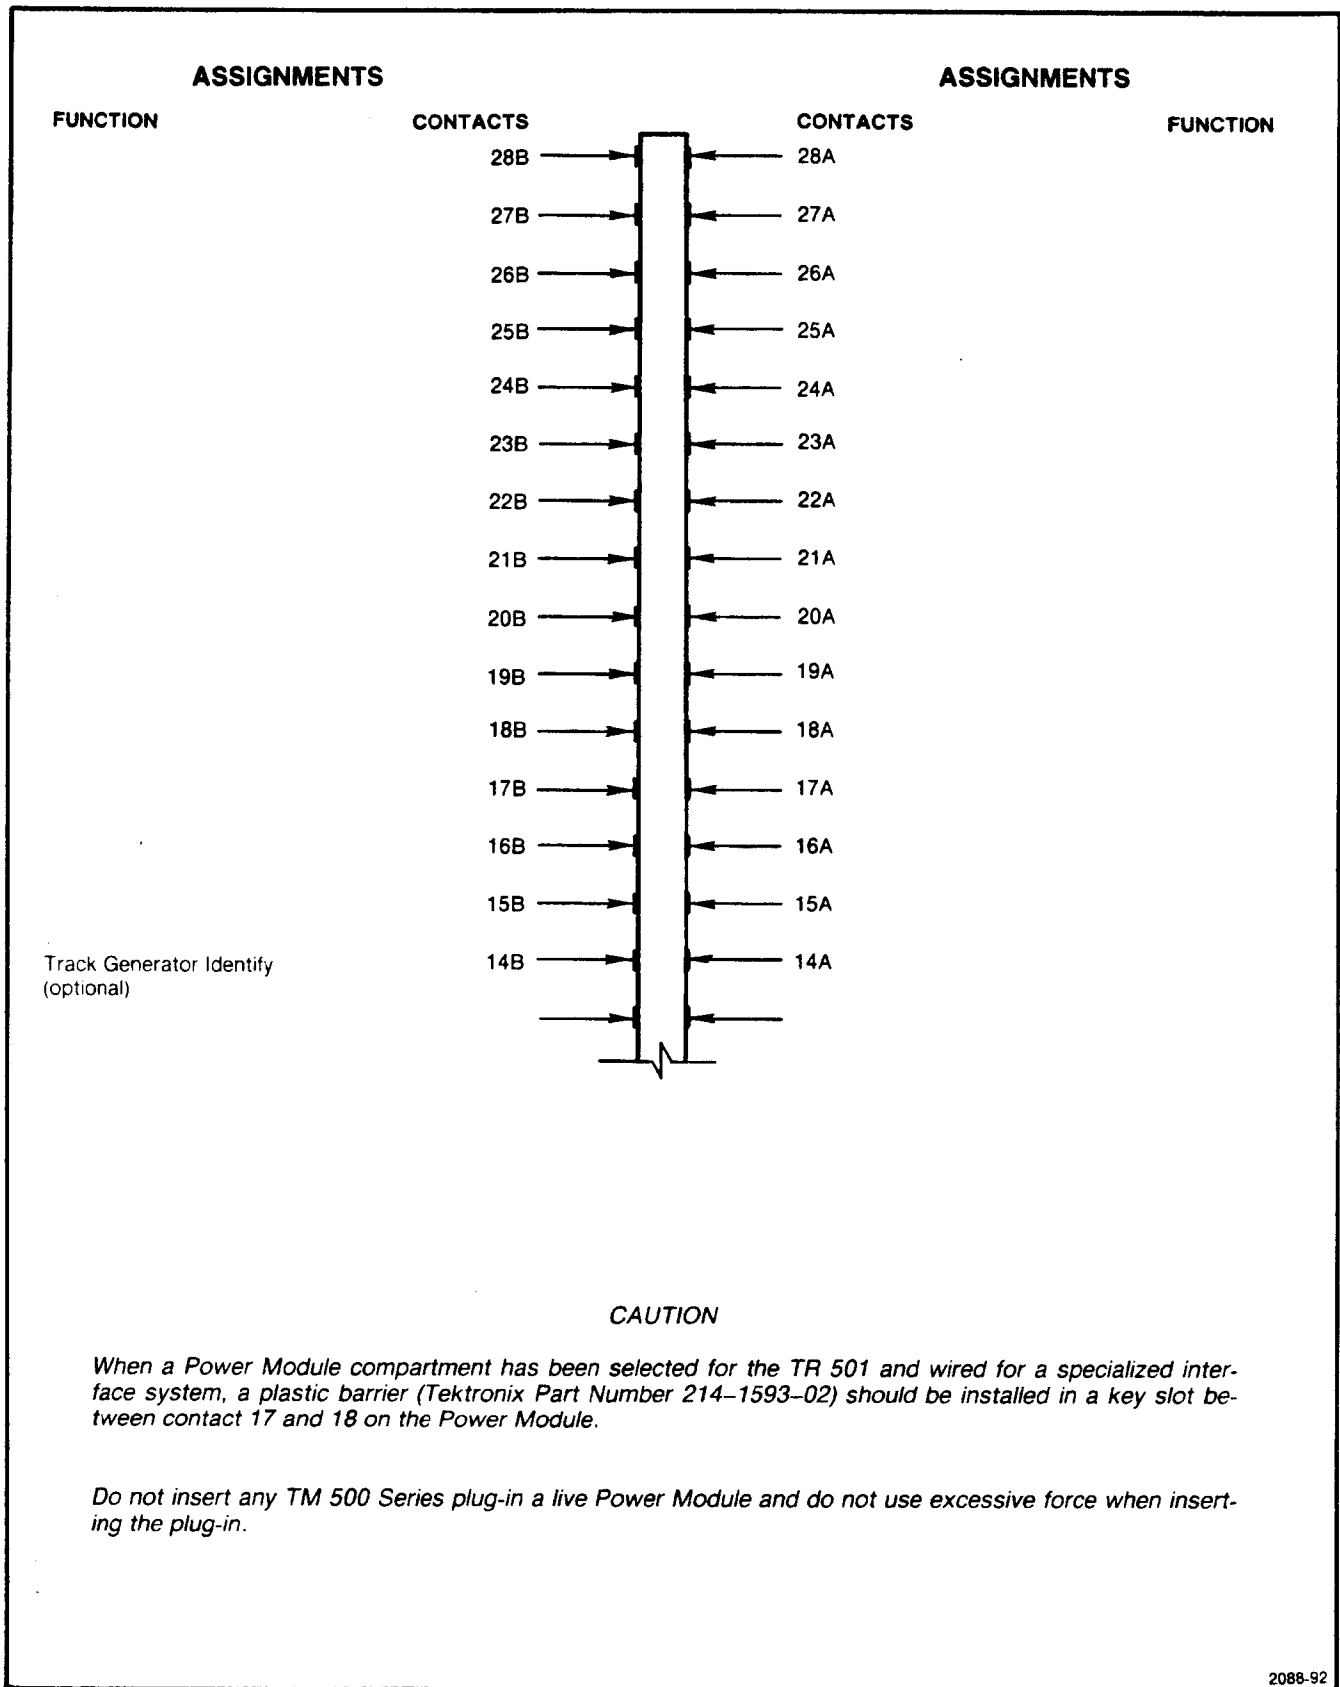 ASSIGNMENTS ASSIGNMENTS
FUNCTION CONTACTS CONTACTS FUNCTION
28B 28A
27B 27A
26B 26A
25B 25A
24B 24A
23B 23A
22B 22A
21B 21A
20B 20A
19B 19A
18B 18A
17B 17A
16B 16A
15B 15A
Track Generator Identify 14B 14A
(optional)
CAUTION
When a Power Module compartment has been selected for the TR 501 and wired for a specialized inter-
face system, a plastic barrier (Tektronix Part Number 214–1593–02) should be installed in a key slot be-
tween contact 17 and 18 on the Power Module.
Do not insert any TM 500 Series plug-in a live Power Module and do not use excessive force when insert-
ing the plug-in.
2088-92